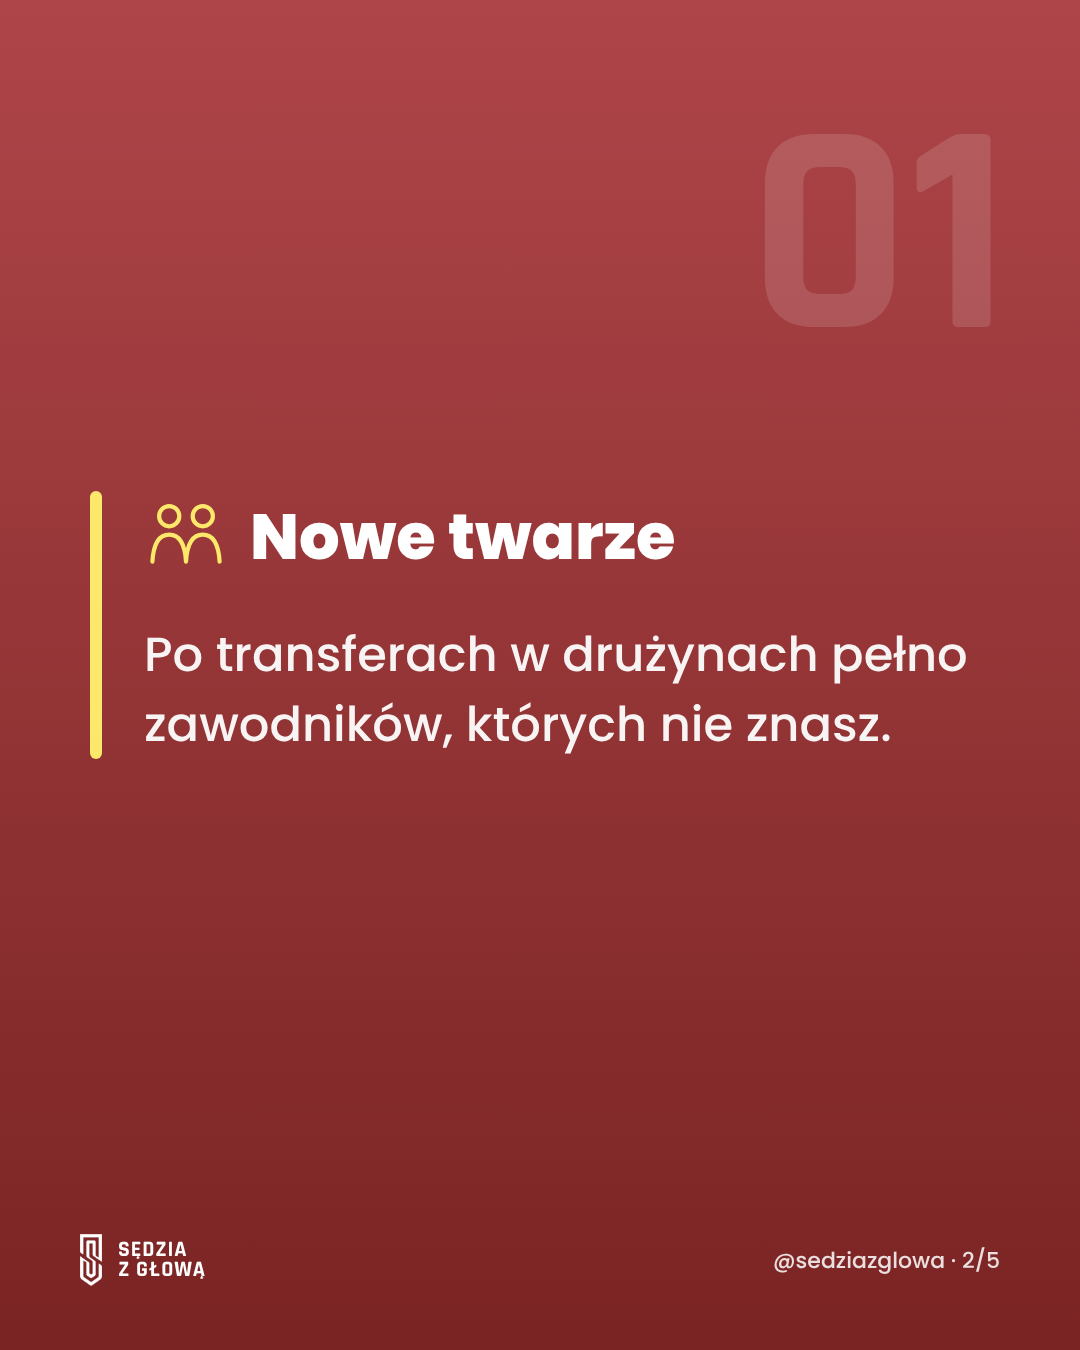 01
Nowe twarze
Po transferach w drużynach pełno
zawodników, których nie znasz.
SĘDZIA
Z GŁOWĄ
@sedziazglowa · 2/5